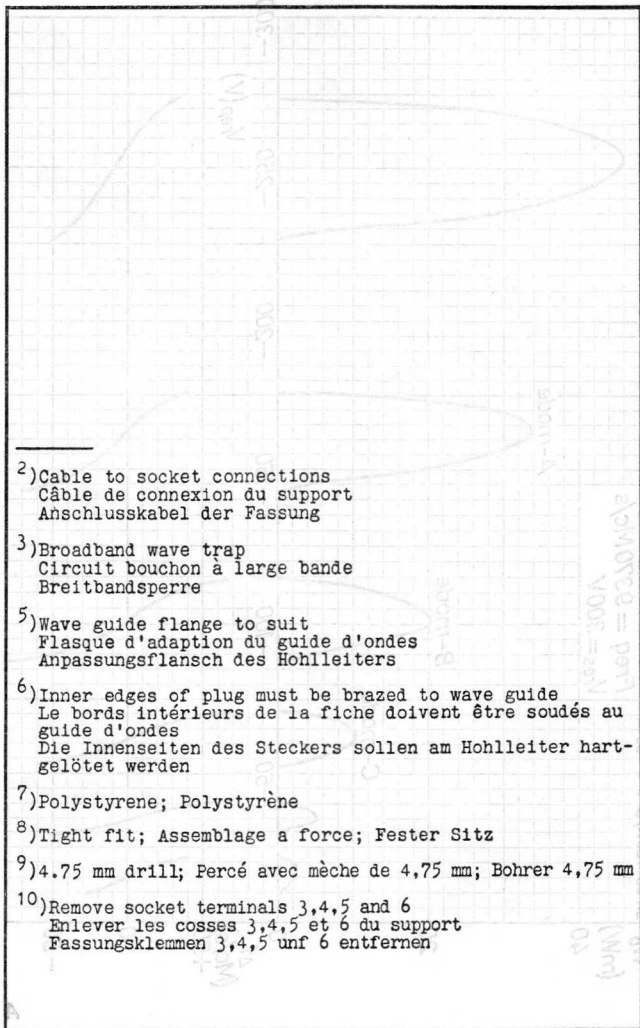 2)Cable to socket connections
Câble de connexion du support
Anschlusskabel der Fassung
3)Broadband wave trap
Circuit bouchon à large bande
Breitbandsperre
5)Wave guide flange to suit
Flasque d'adaption du guide d'ondes
Anpassungsflansch des Hohlleiters
6)Inner edges of plug must be brazed to wave guide
Le bords intérieurs de la fiche doivent être soudés au
guide d'ondes
Die Innenseiten des Steckers sollen am Hohlleiter hart-
gelötet werden
7)Polystyrene; Polystyrène
8)Tight fit; Assemblage a force; Fester Sitz
9)4.75 mm drill; Percé avec mèche de 4,75 mm; Bohrer 4,75 mm
10)Remove socket terminals 3,4,5 and 6
Enlever les cosses 3,4,5 et 6 du support
Fassungsklemmen 3,4,5 unf 6 entfernen